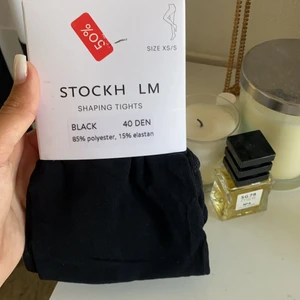 50%
SIZE XS/S
STOCKH LM
SHAPING TIGHTS
BLACK 40 DEN
85% polyester, 15% elastan